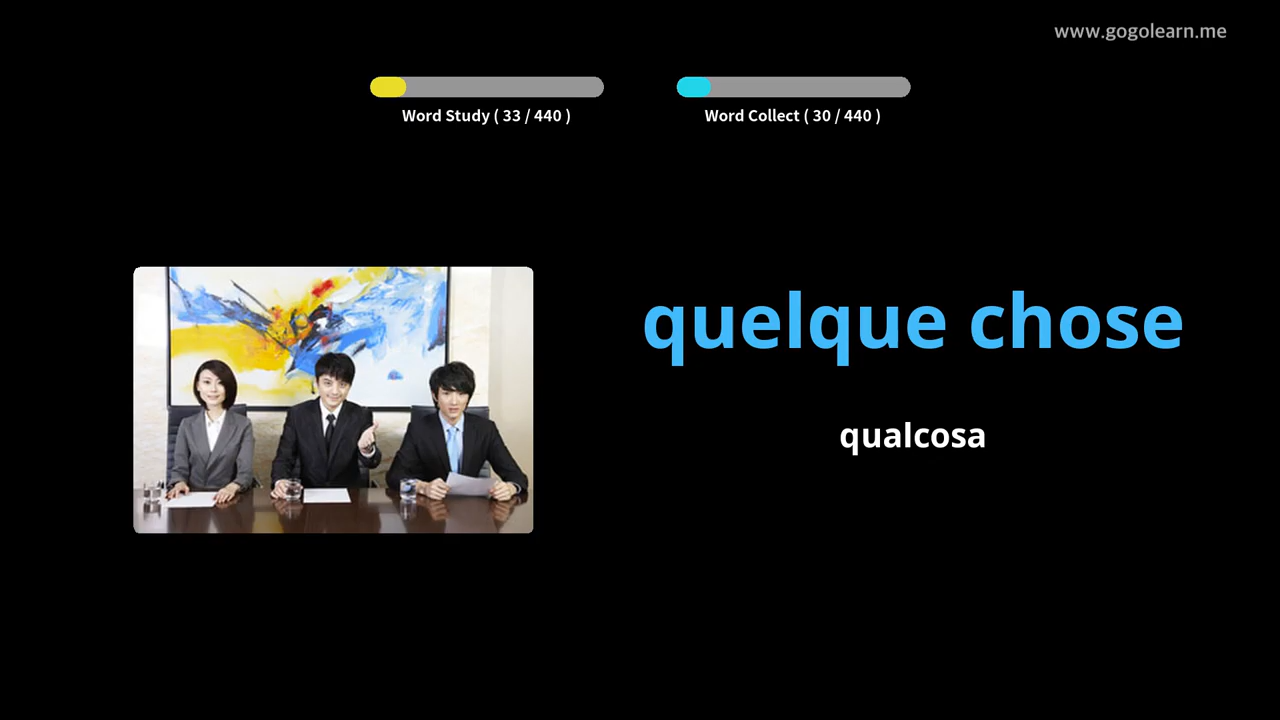 www.gogolearn.me
Word Study ( 33 / 440 )
Word Collect ( 30 / 440 )
quelque chose
qualcosa